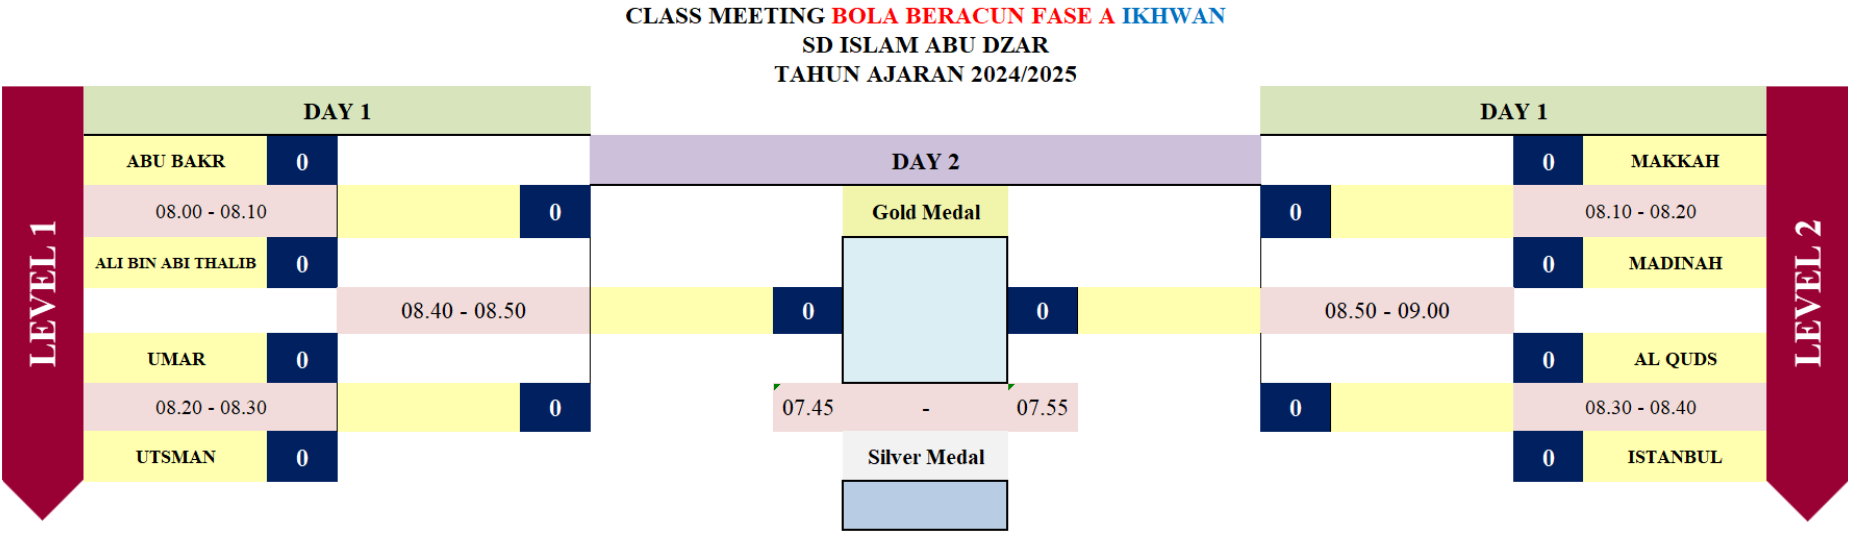 CLASS MEETING BOLA BERACUN FASE A IKHWAN
SD ISLAM ABU DZAR
TAHUN AJARAN 2024/2025
LEVEL 1
DAY 1
ABU BAKR 0
08.00 - 08.10
0
ALI BIN ABI THALIB 0
08.40 - 08.50
UMAR 0
08.20 - 08.30
0
UTSMAN 0
DAY 2
Gold Medal
0
0
07.45 - 07.55
Silver Medal
DAY 1
0 MAKKAH
0
08.10 - 08.20
0 MADINAH
08.50 - 09.00
0 AL QUDS
0
08.30 - 08.40
0 ISTANBUL
LEVEL 2